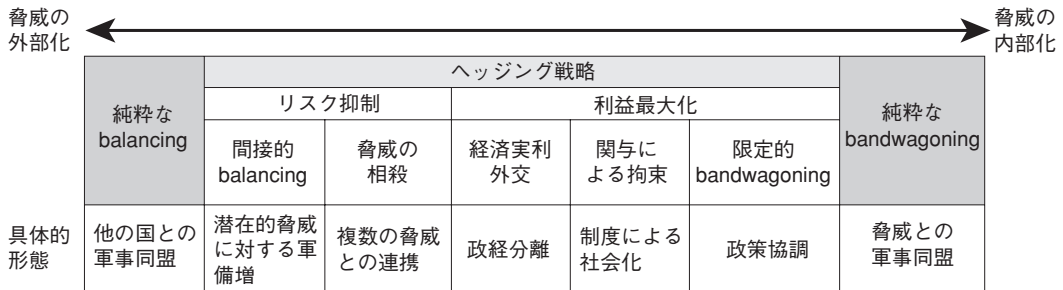 脅威の
外部化
脅威の
内部化
純粋な
balancing
ヘッジング戦略
リスク抑制
利益最大化
純粋な
bandwagoning
間接的
balancing
脅威の
相殺
経済実利
外交
関与に
よる拘束
限定的
bandwagoning
具体的
形態
他の国との
軍事同盟
潜在的脅威
に対する軍
備増
複数の脅威
との連携
政経分離
制度による
社会化
政策協調
脅威との
軍事同盟